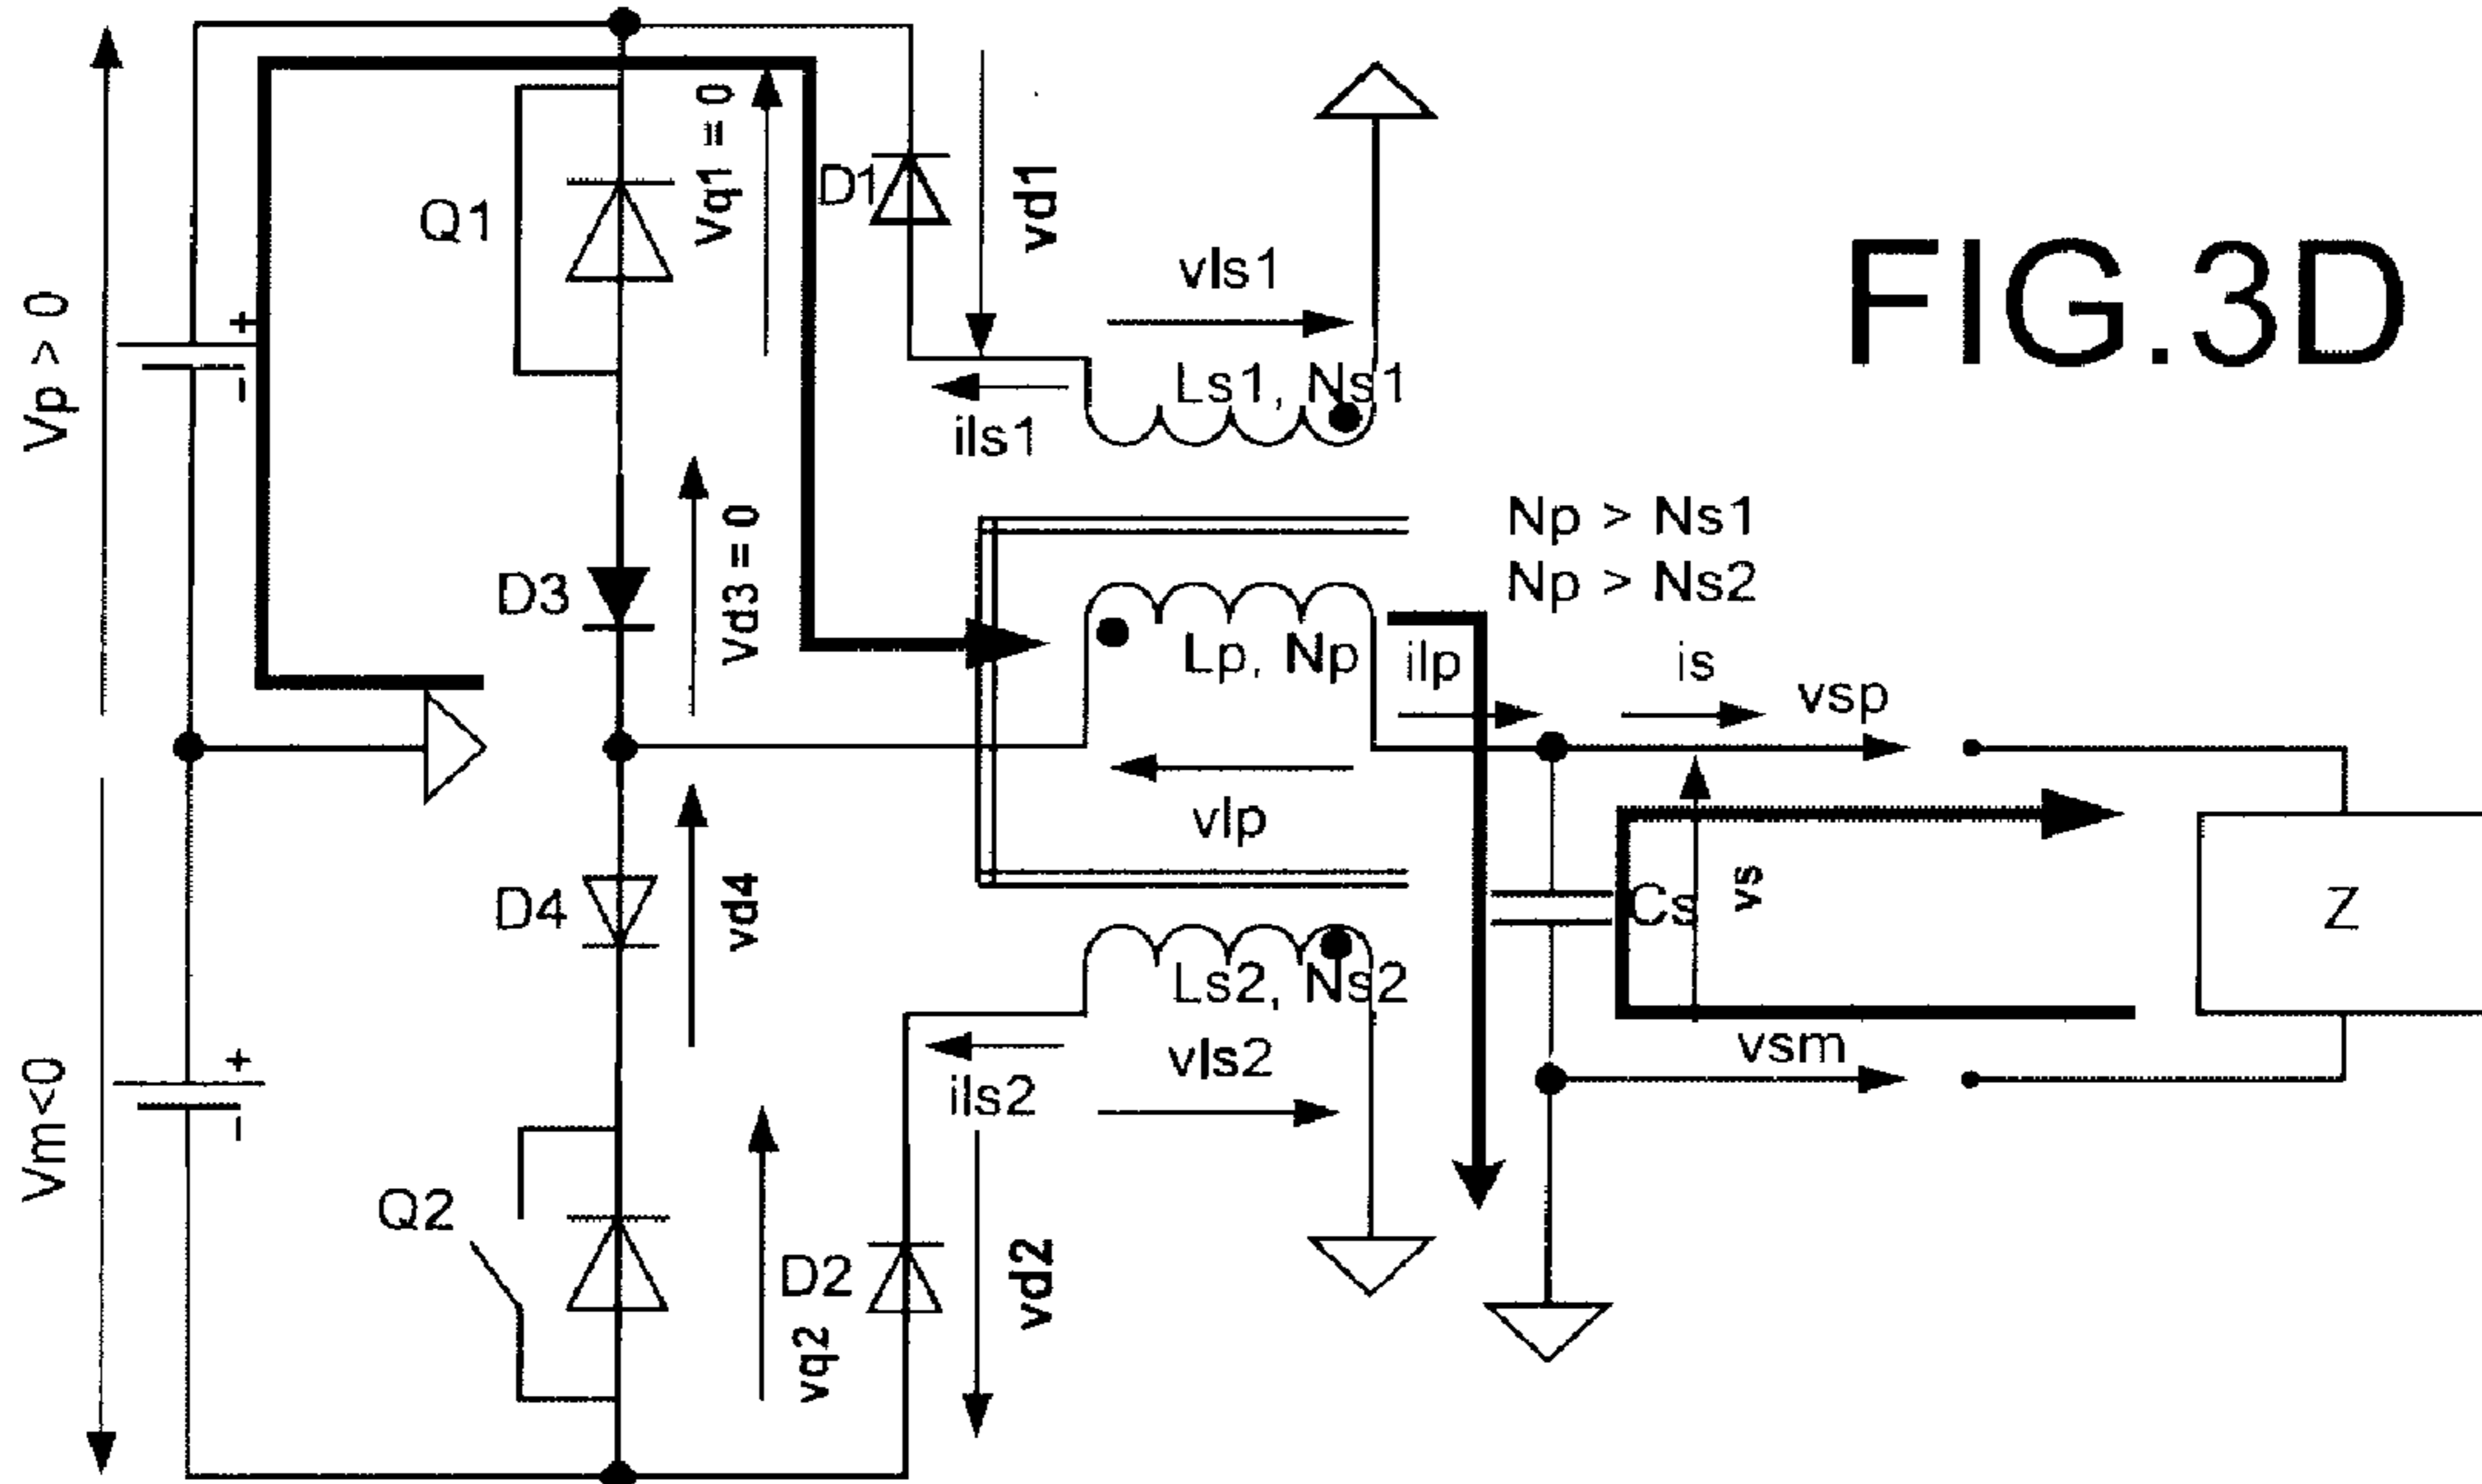 FIG.3D
Vp > 0
+
-
Q1
Vq1 = 0
D1
vd1
vls1
Ls1, Ns1
ils1
D3
Vd3 = 0
Np > Ns1
Np > Ns2
Lp, Np
ilp
is
vsp
vlp
D4
vd4
Cs
vs
Z
Ls2, Ns2
vsm
Vm<0
+
-
ils2
vls2
Q2
vq2
D2
vd2